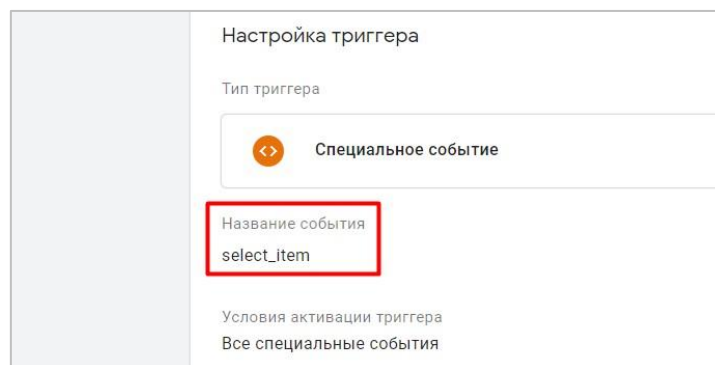 Настройка триггера
Тип триггера
Специальное событие
Название события
select_item
Условия активации триггера
Все специальные события